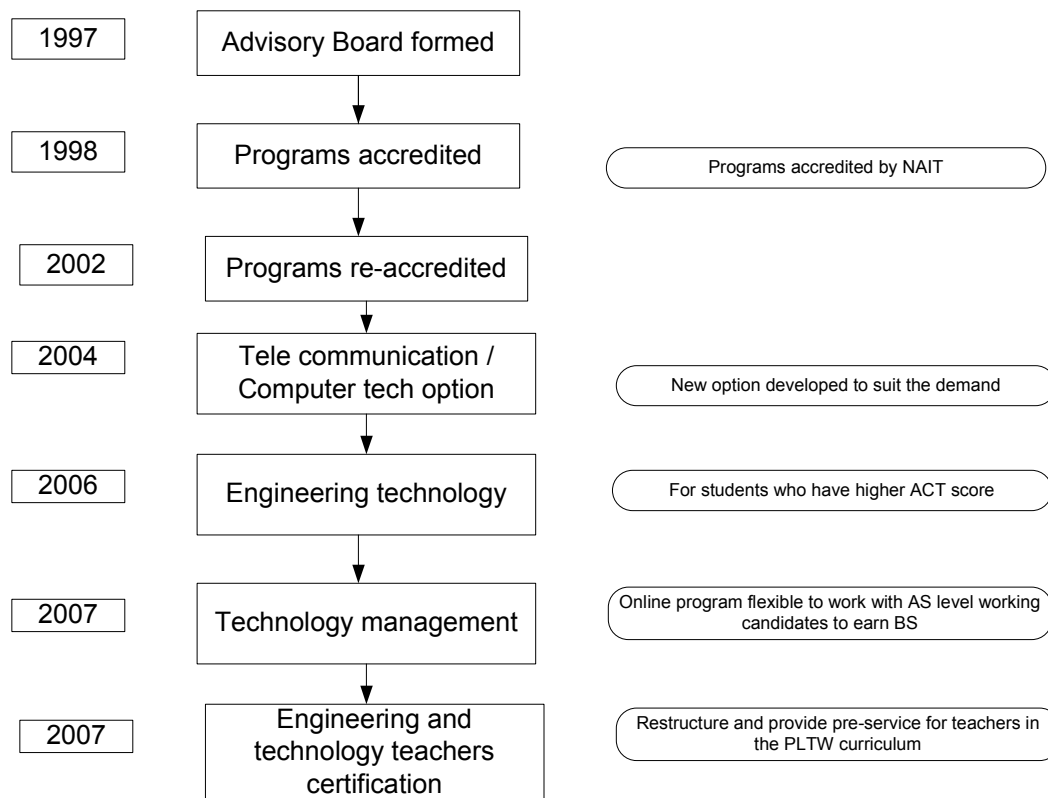 1997
Advisory Board formed
1998
Programs accredited
Programs accredited by NAIT
2002
Programs re-accredited
2004
Tele communication /
Computer tech option
New option developed to suit the demand
2006
Engineering technology
For students who have higher ACT score
2007
Technology management
Online program flexible to work with AS level working
candidates to earn BS
2007
Engineering and
technology teachers
certification
Restructure and provide pre-service for teachers in
the PLTW curriculum